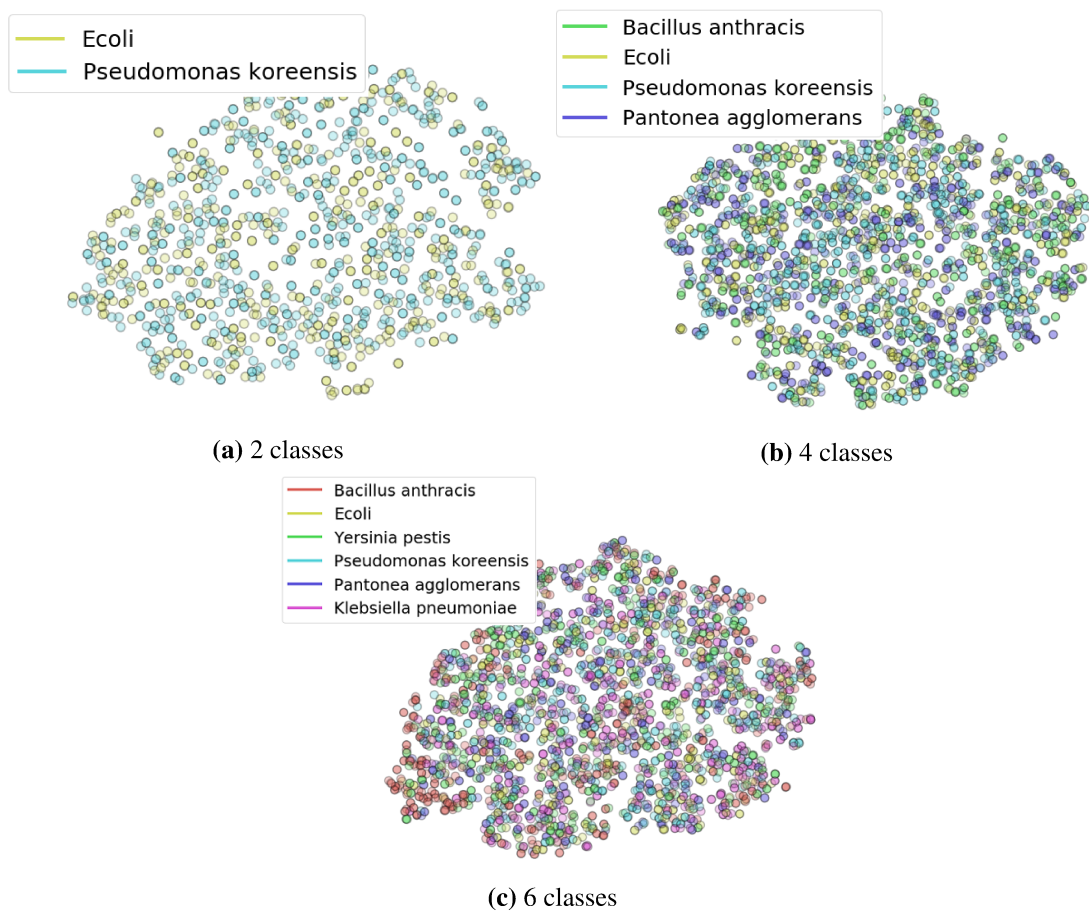 Ecoli
Pseudomonas koreensis
Bacillus anthracis
Ecoli
Pseudomonas koreensis
Pantonea agglomerans
(a) 2 classes
(b) 4 classes
Bacillus anthracis
Ecoli
Yersinia pestis
Pseudomonas koreensis
Pantonea agglomerans
Klebsiella pneumoniae
(c) 6 classes